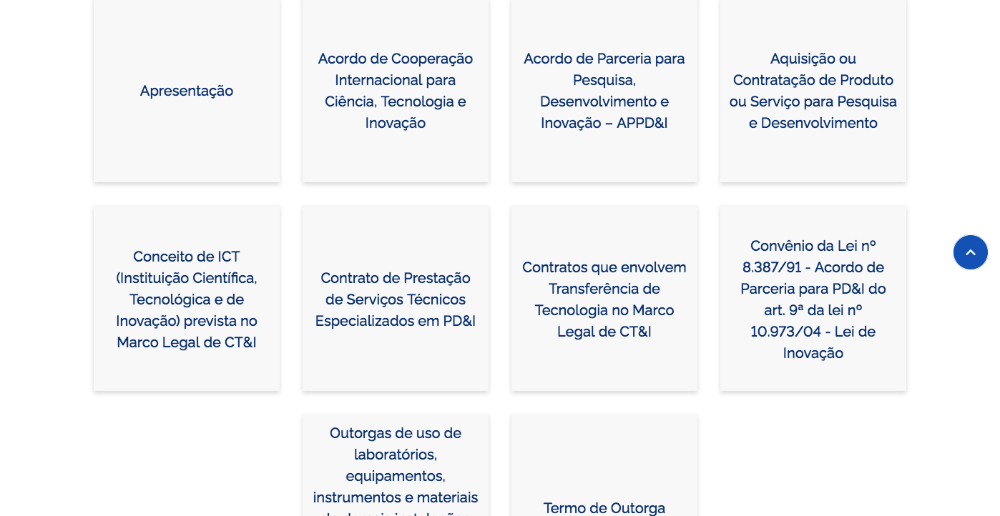 Apresentação
Acordo de Cooperação
Internacional para
Ciência, Tecnologia e
Inovação
Acordo de Parceria para
Pesquisa,
Desenvolvimento e
Inovação – APPD&I
Aquisição ou
Contratação de Produto
ou Serviço para Pesquisa
e Desenvolvimento
Conceito de ICT
(Instituição Científica,
Tecnológica e de
Inovação) prevista no
Marco Legal de CT&I
Contrato de Prestação
de Serviços Técnicos
Especializados em PD&I
Contratos que envolvem
Transferência de
Tecnologia no Marco
Legal de CT&I
Convênio da Lei nº
8.387/91 - Acordo de
Parceria para PD&I do
art. 9ª da lei nº
10.973/04 - Lei de
Inovação
Outorgas de uso de
laboratórios,
equipamentos,
instrumentos e materiais
Termo de Outorga